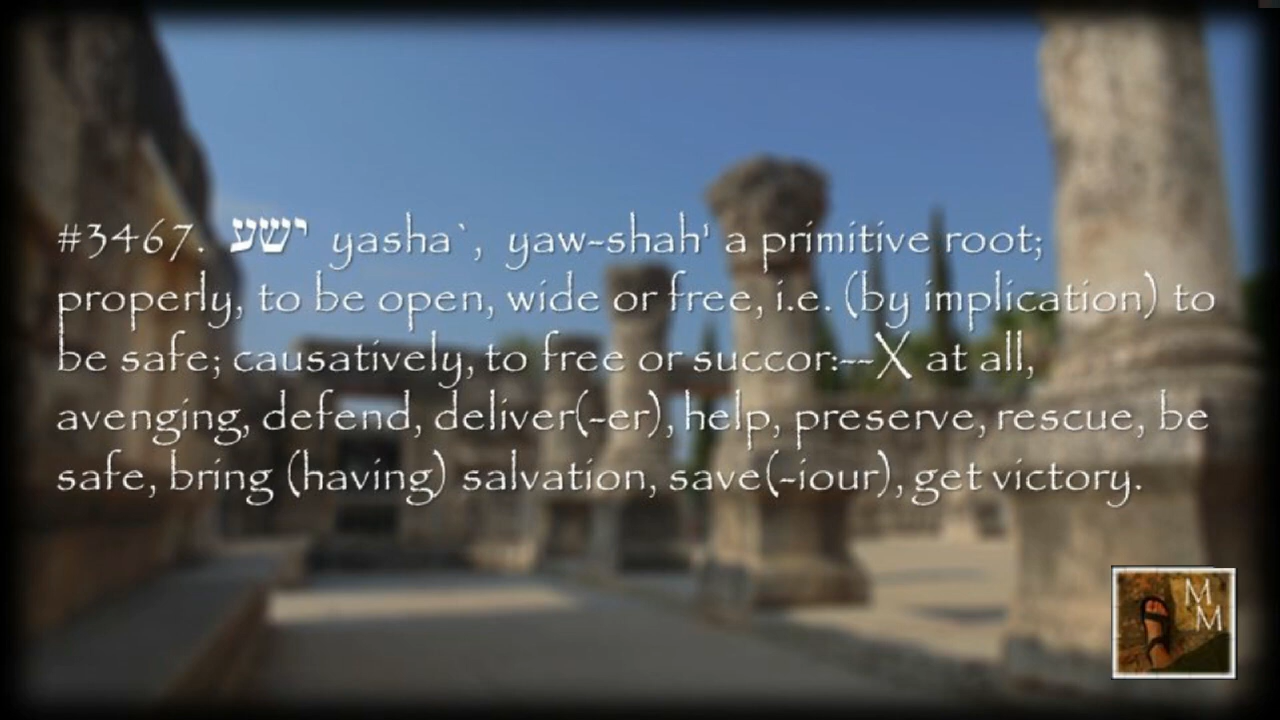 #3467. ישע yasha`, yaw-shah' a primitive root;
properly, to be open, wide or free, i.e. (by implication) to
be safe; causatively, to free or succor:--X at all,
avenging, defend, deliver(-er), help, preserve, rescue, be
safe, bring (having) salvation, save(-iour), get victory.
M
M